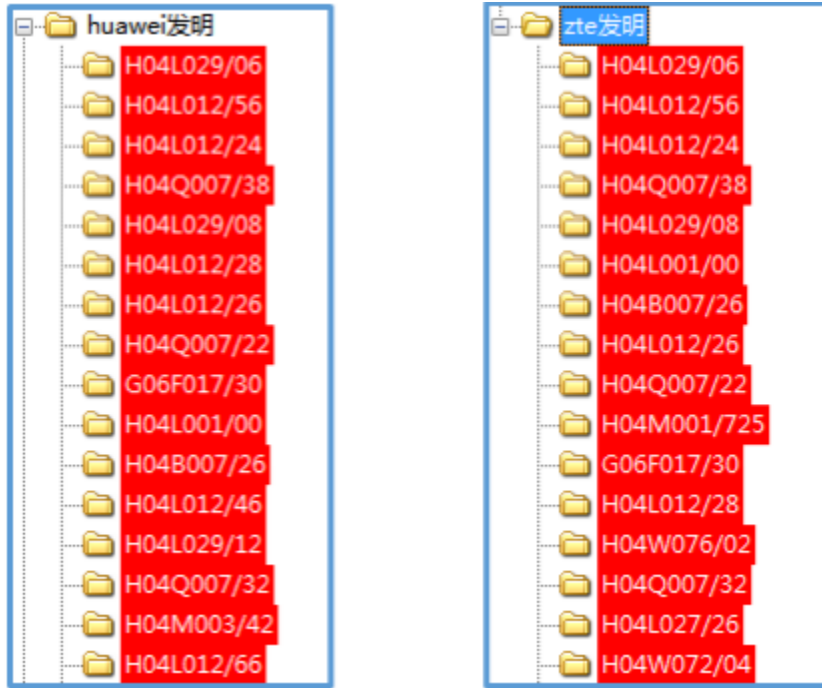 huawei发明
H04L029/06
H04L012/56
H04L012/24
H04Q007/38
H04L029/08
H04L012/28
H04L012/26
H04Q007/22
G06F017/30
H04L001/00
H04B007/26
H04L012/46
H04L029/12
H04Q007/32
H04M003/42
H04L012/66
zte发明
H04L029/06
H04L012/56
H04L012/24
H04Q007/38
H04L029/08
H04L001/00
H04B007/26
H04L012/26
H04Q007/22
H04M001/725
G06F017/30
H04L012/28
H04W076/02
H04Q007/32
H04L027/26
H04W072/04